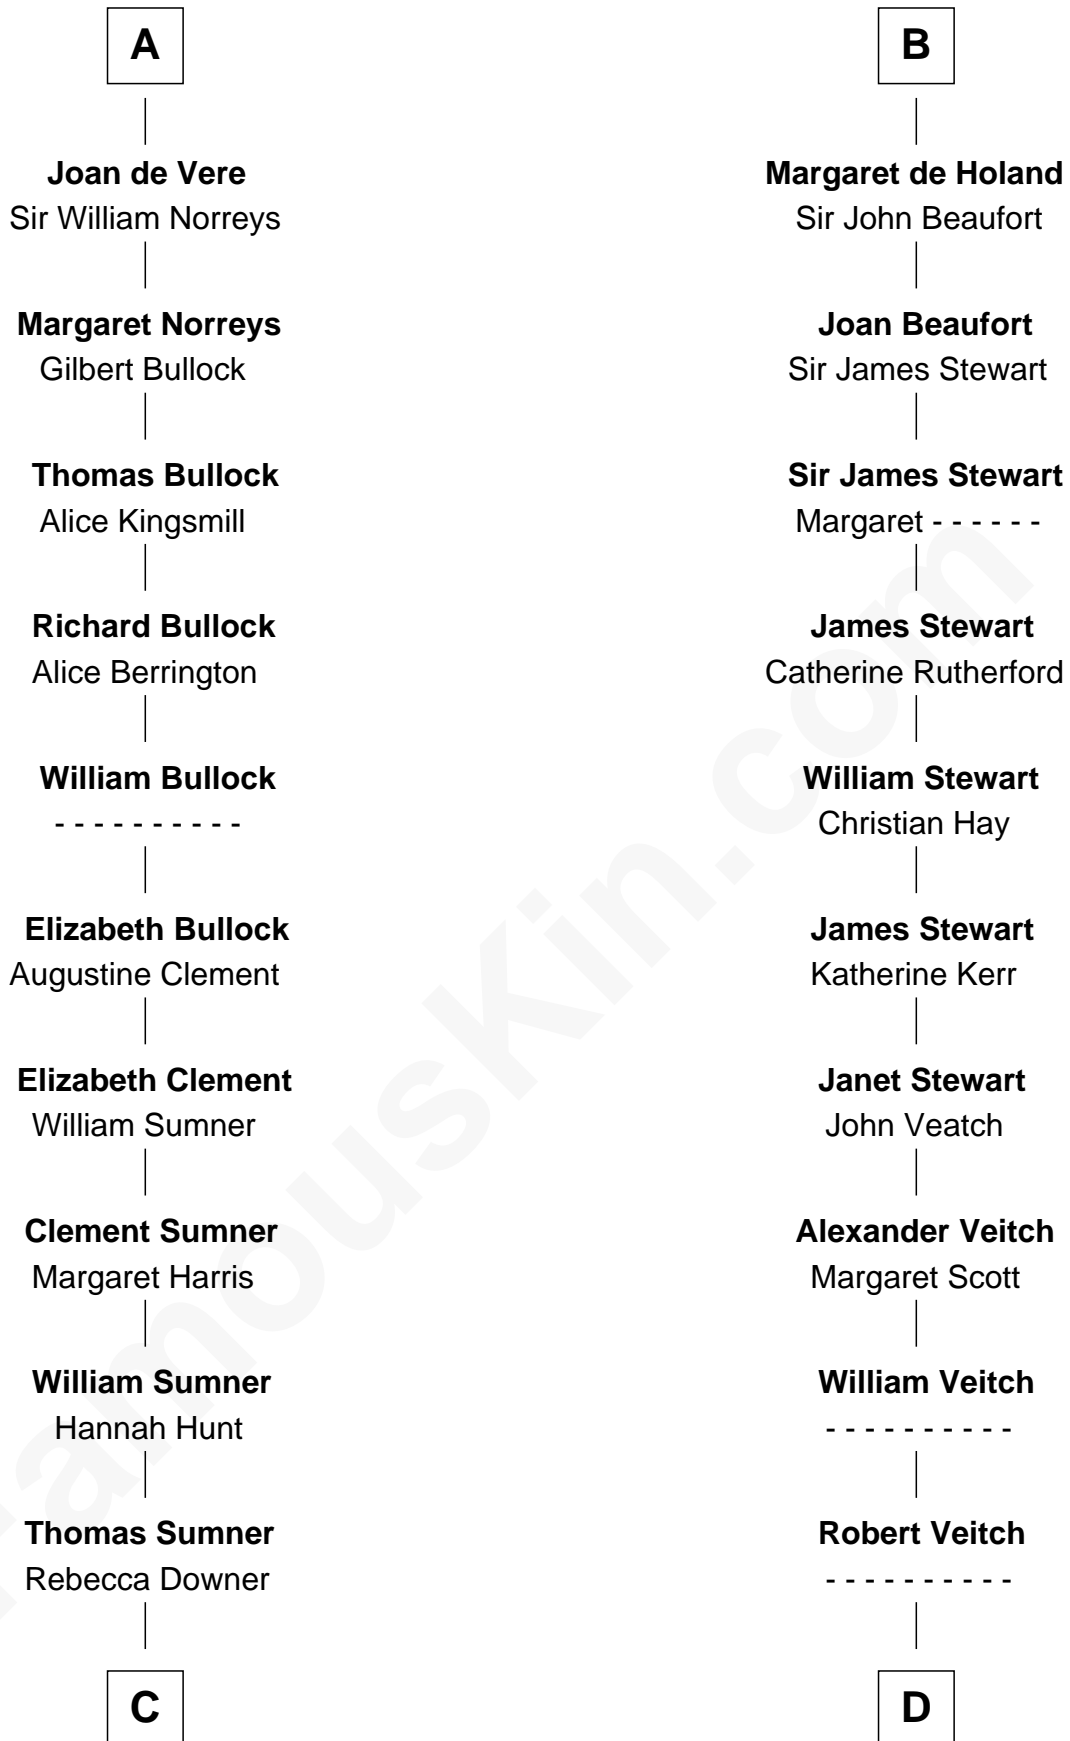 A
Joan de Vere
Sir William Norreys
Margaret Norreys
Gilbert Bullock
Thomas Bullock
Alice Kingsmill
Richard Bullock
Alice Berrington
William Bullock
- - - - - - - - - -
Elizabeth Bullock
Augustine Clement
Elizabeth Clement
William Sumner
Clement Sumner
Margaret Harris
William Sumner
Hannah Hunt
Thomas Sumner
Rebecca Downer
C
B
Margaret de Holand
Sir John Beaufort
Joan Beaufort
Sir James Stewart
Sir James Stewart
Margaret - - - - - -
James Stewart
Catherine Rutherford
William Stewart
Christian Hay
James Stewart
Katherine Kerr
Janet Stewart
John Veatch
Alexander Veitch
Margaret Scott
William Veitch
- - - - - - - - - -
Robert Veitch
- - - - - - - - - -
D
FamousKin.com